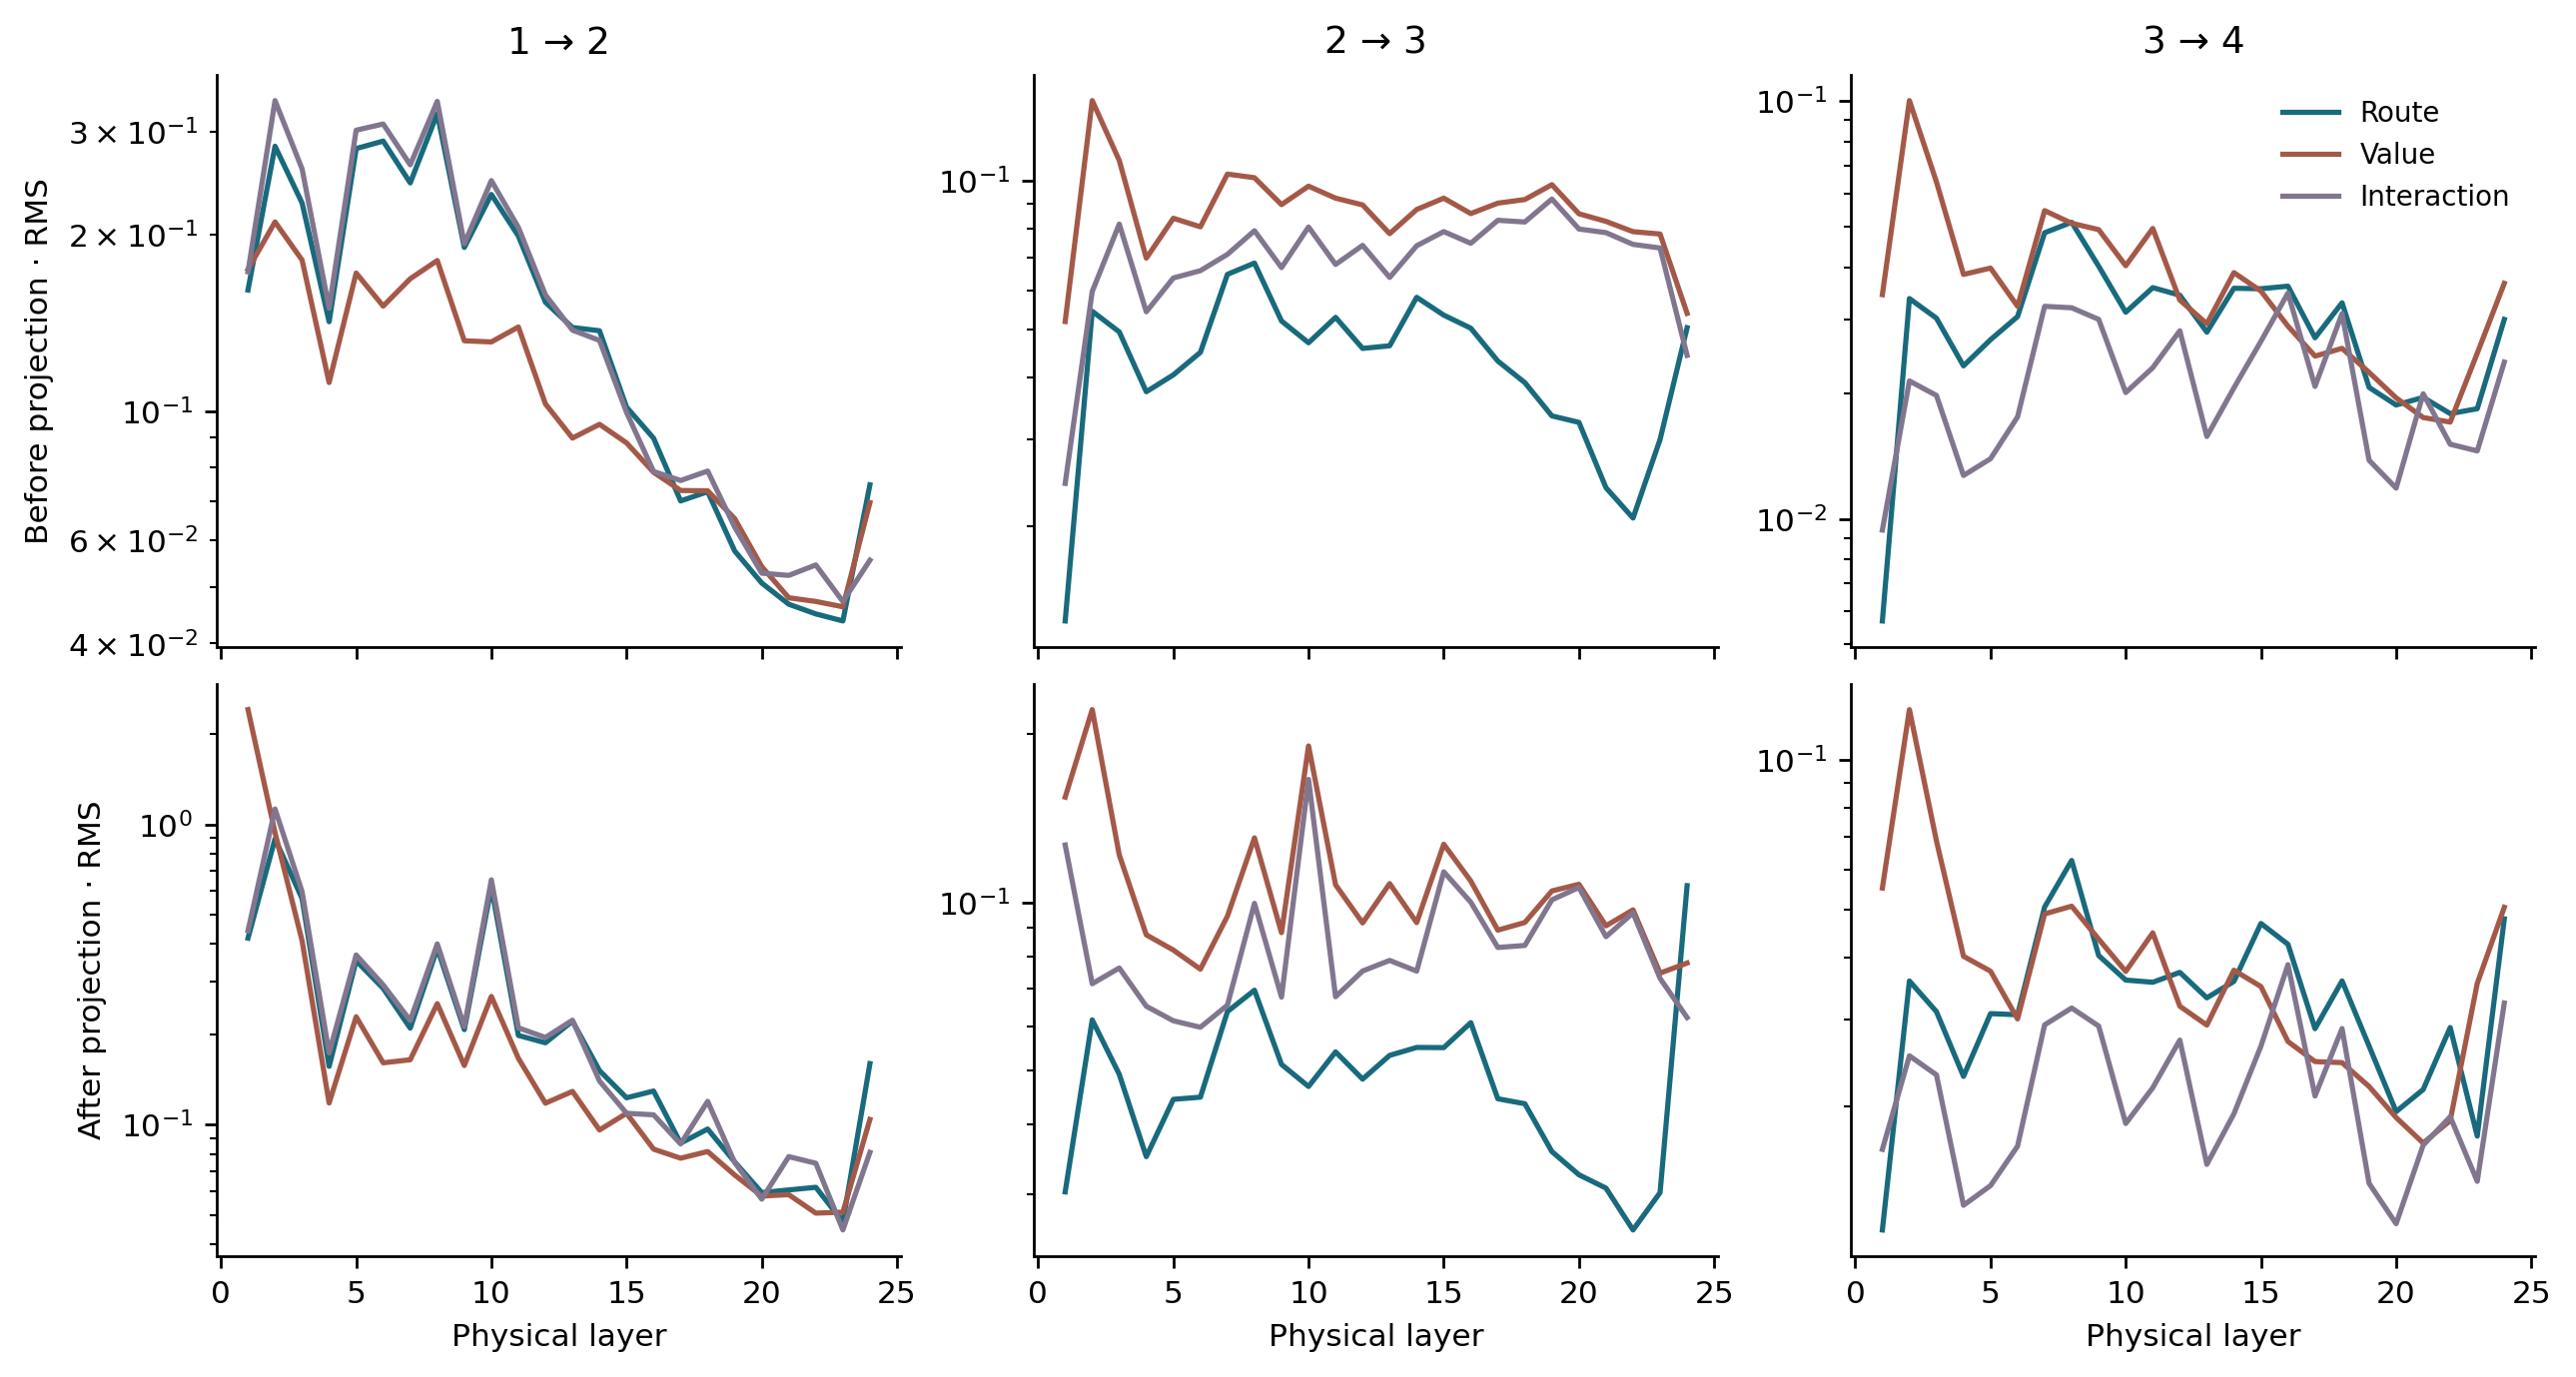 1 → 2
2 → 3
3 → 4
Before projection · RMS
3 × 10⁻¹
2 × 10⁻¹
10⁻¹
6 × 10⁻²
4 × 10⁻²
10⁻¹
10⁻¹
10⁻²
Route
Value
Interaction
After projection · RMS
10⁰
10⁻¹
10⁻¹
10⁻¹
0 5 10 15 20 25
0 5 10 15 20 25
0 5 10 15 20 25
Physical layer
Physical layer
Physical layer